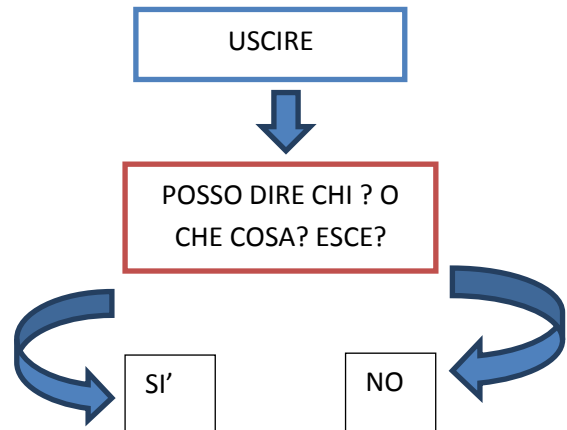 USCIRE
POSSO DIRE CHI ? O
CHE COSA? ESCE?
SI’
NO